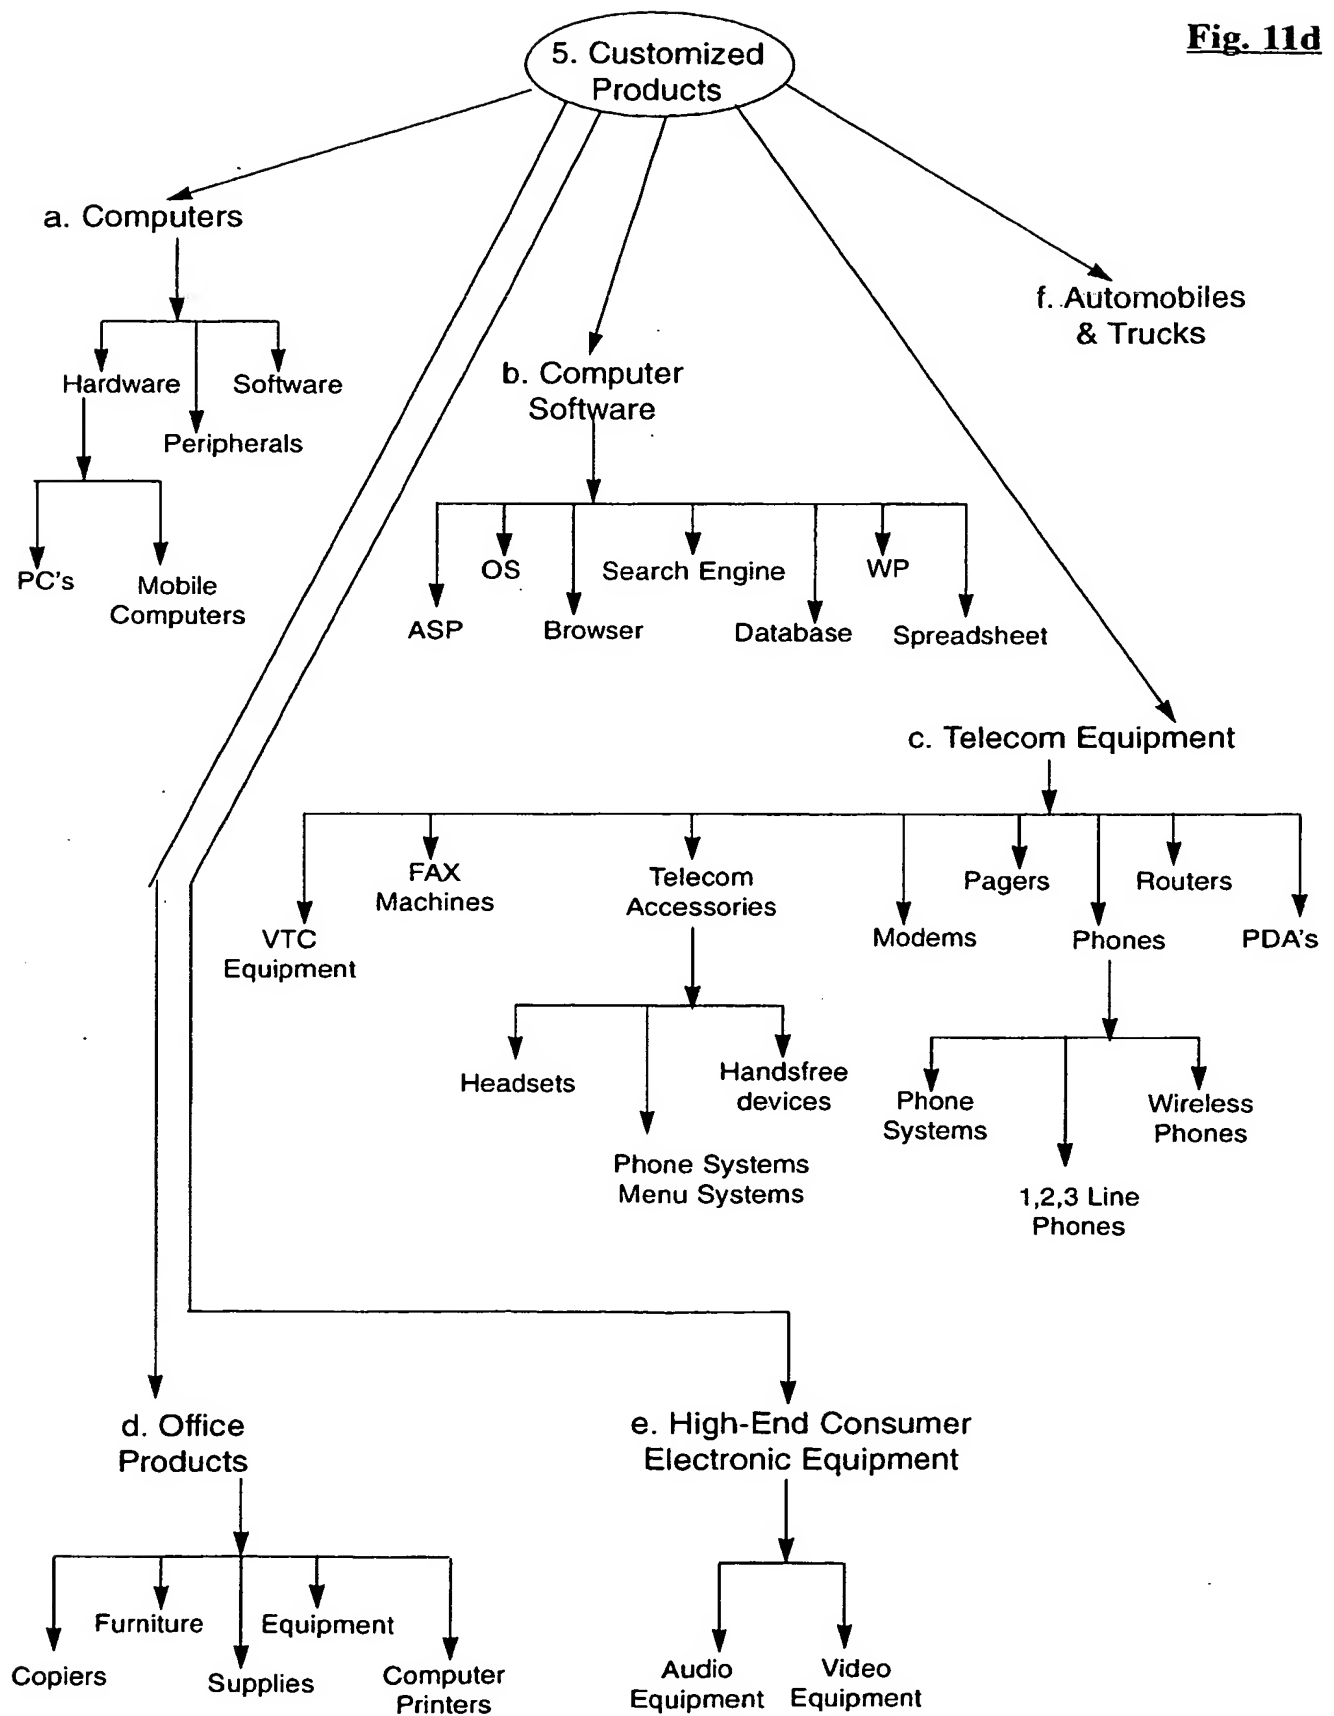 Fig. 11d
5. Customized
Products
a. Computers
Hardware
Software
Peripherals
PC's
Mobile
Computers
f. Automobiles
& Trucks
b. Computer
Software
OS
Search Engine
WP
ASP
Browser
Database
Spreadsheet
c. Telecom Equipment
FAX
Machines
Telecom
Accessories
Pagers
Routers
VTC
Equipment
Modems
Phones
PDA's
Headsets
Handsfree
devices
Phone Systems
Menu Systems
Phone
Systems
Wireless
Phones
1,2,3 Line
Phones
d. Office
Products
Furniture
Equipment
Copiers
Supplies
Computer
Printers
e. High-End Consumer
Electronic Equipment
Audio
Equipment
Video
Equipment